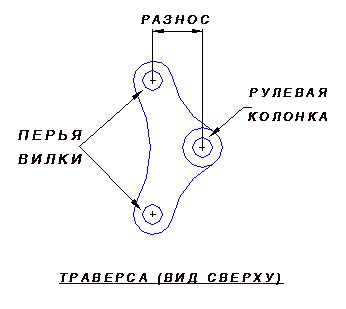 РАЗНОС
РУЛЕВАЯ
КОЛОНКА
ПЕРЬЯ
ВИЛКИ
ТРАВЕРСА (ВИД СВЕРХУ)